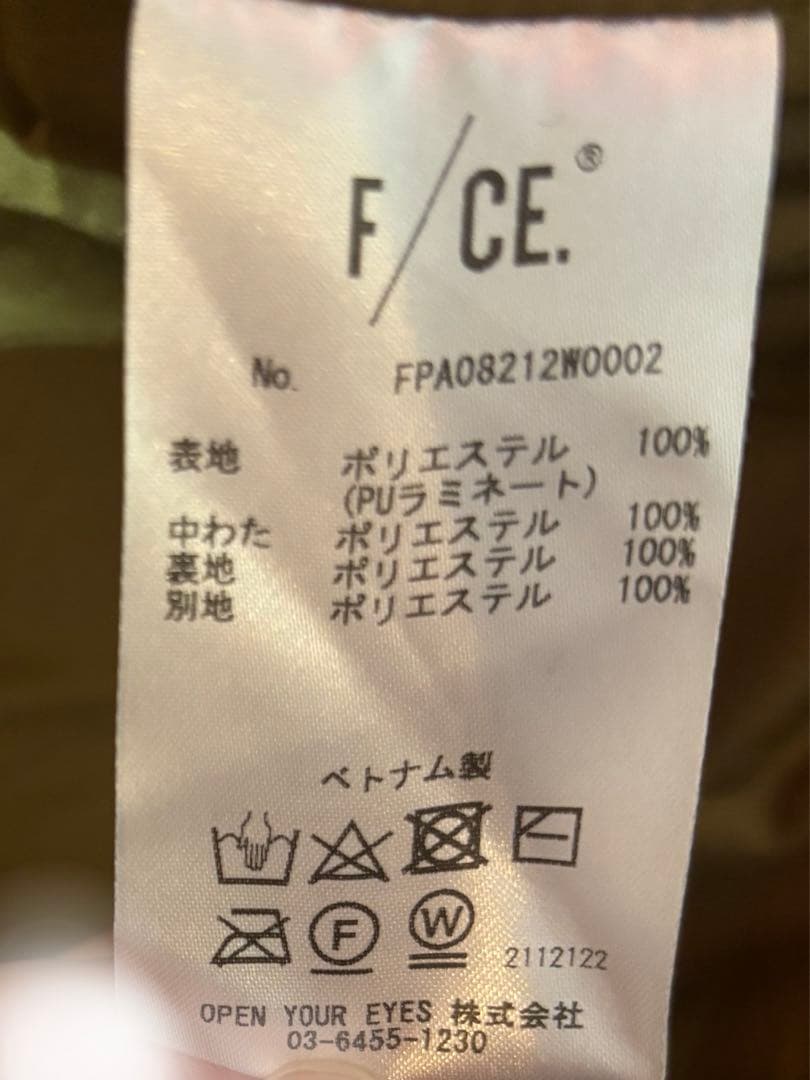 F/CE.®
No. FPA08212W0002
表地 ポリエステル 100%
(PUラミネート)
中わた ポリエステル 100%
裏地 ポリエステル 100%
別地 ポリエステル 100%
ベトナム製
F W 2112122
OPEN YOUR EYES 株式会社
03-6455-1230